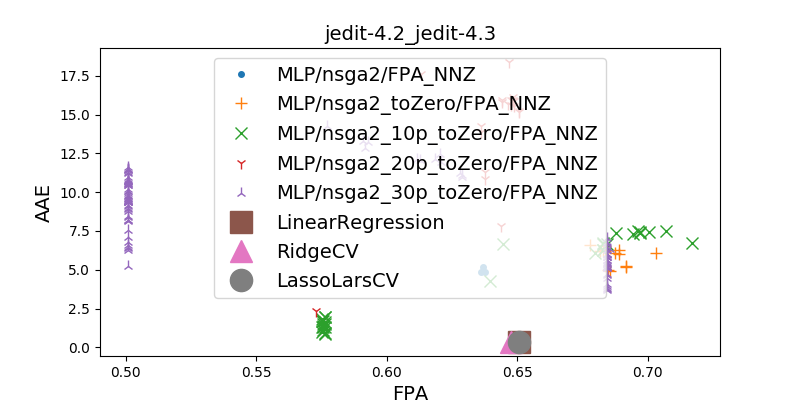 jedit-4.2_jedit-4.3
17.5
15.0
12.5
10.0
7.5
5.0
2.5
0.0
AAE
MLP/nsga2/FPA_NNZ
MLP/nsga2_toZero/FPA_NNZ
MLP/nsga2_10p_toZero/FPA_NNZ
MLP/nsga2_20p_toZero/FPA_NNZ
MLP/nsga2_30p_toZero/FPA_NNZ
LinearRegression
RidgeCV
LassoLarsCV
0.50 0.55 0.60 0.65 0.70
FPA